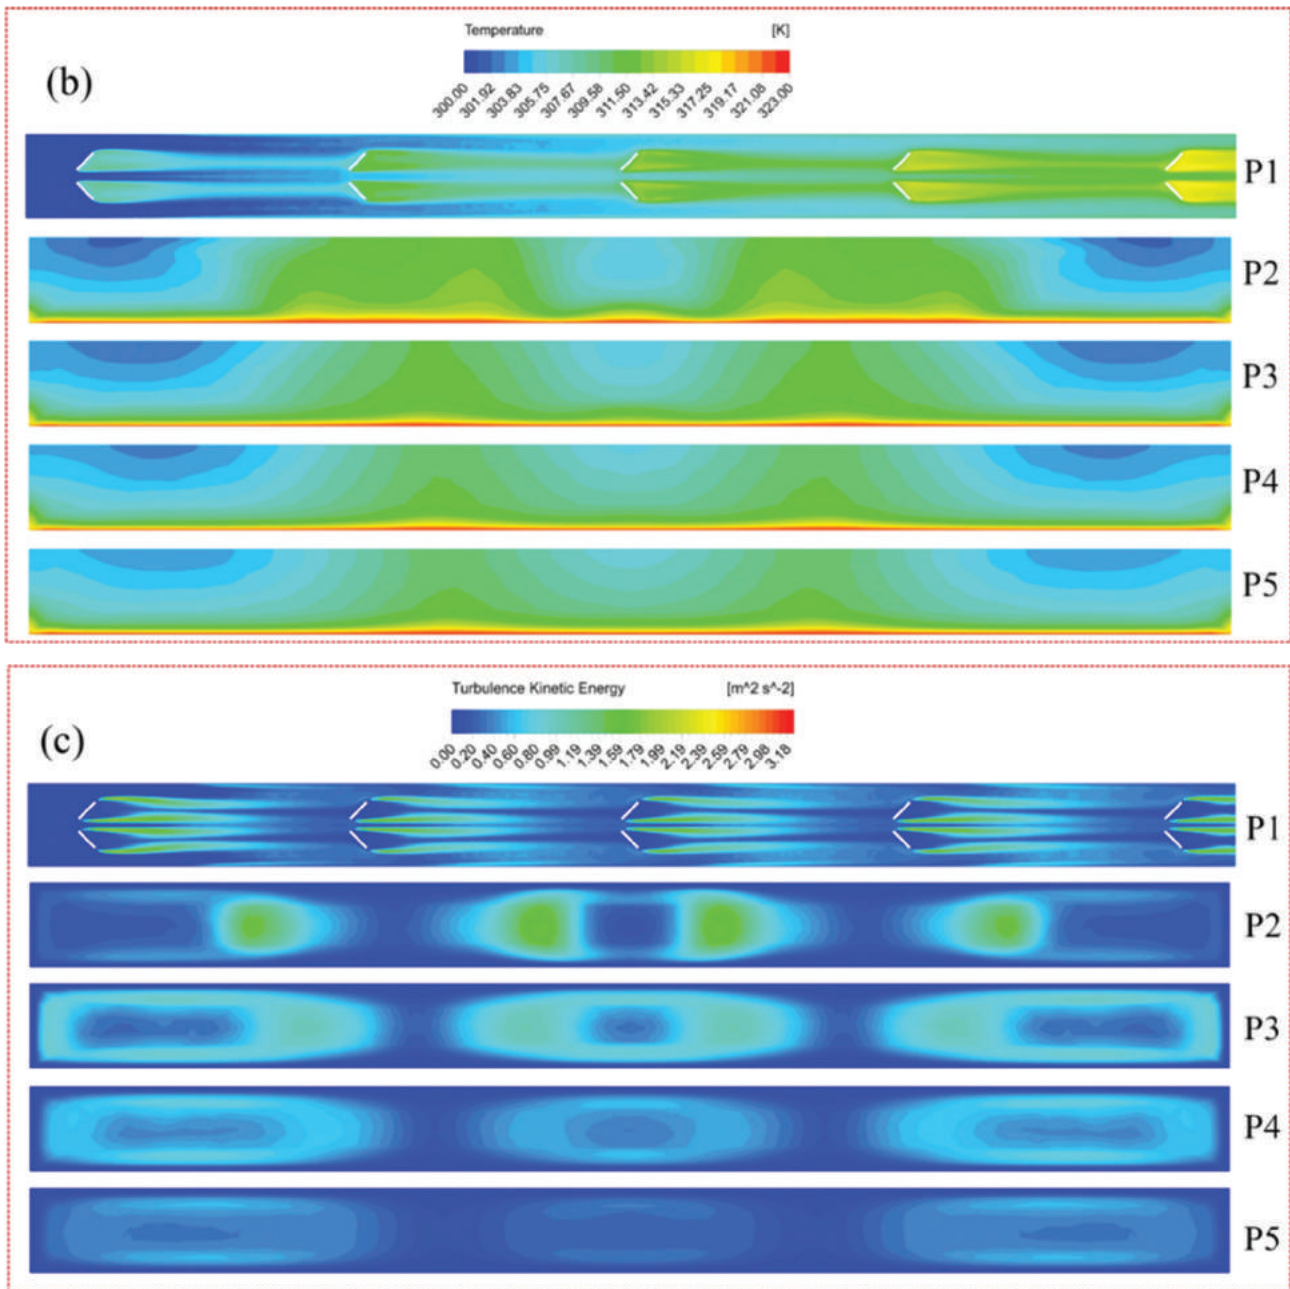 Temperature [K]
(b)
300.00 301.92 303.83 305.75 307.67 309.58 311.50 313.42 315.33 317.25 319.17 321.08 323.00
P1
P2
P3
P4
P5
Turbulence Kinetic Energy [m^2 s^-2]
(c)
0.00 0.20 0.40 0.60 0.80 0.99 1.19 1.39 1.59 1.79 1.99 2.19 2.39 2.59 2.79 2.98 3.18
P1
P2
P3
P4
P5